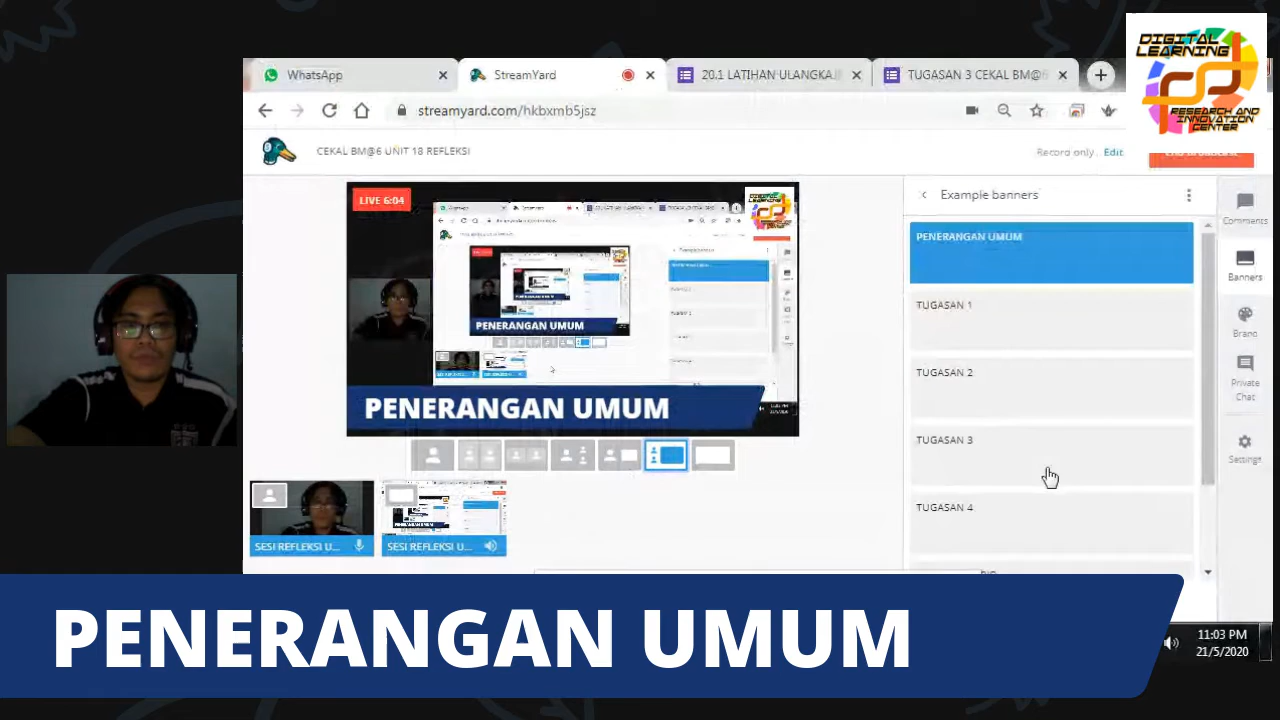 DIGITAL
LEARNING
RESEARCH AND
INNOVATION
CENTER
WhatsApp
StreamYard
20.1 LATIHAN ULANGKAJ
TUGASAN 3 CEKAL BM@6
streamyard.com/hkbxmb5jsz
CEKAL BM@6 UNIT 18 REFLEKSI
Record only.
Edit
LIVE 6:04
Example banners
PENERANGAN UMUM
TUGASAN 1
TUGASAN 2
TUGASAN 3
TUGASAN 4
Comments
Banners
Brand
Private
Chat
Settings
PENERANGAN UMUM
PENERANGAN UMUM
SESI REFLEKSI U...
SESI REFLEKSI U...
PENERANGAN UMUM
11:03 PM
21/5/2020